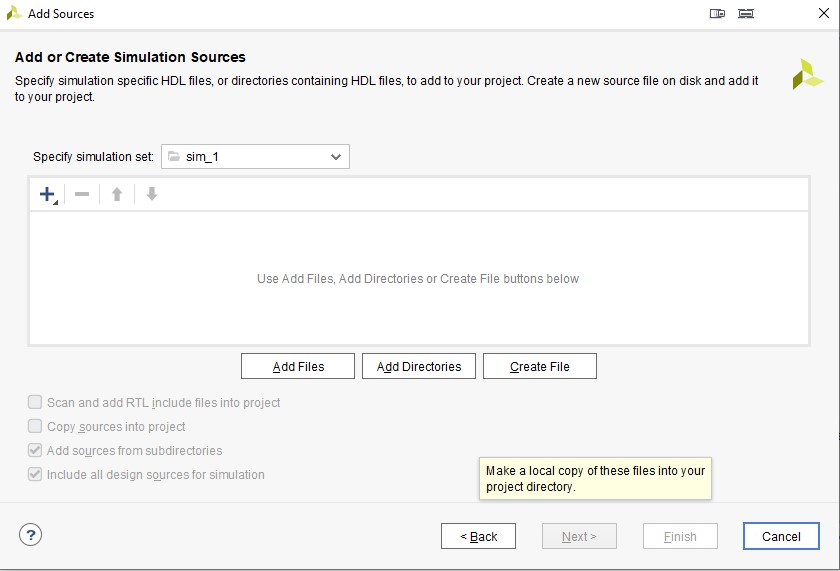 Add Sources
Add or Create Simulation Sources
Specify simulation specific HDL files, or directories containing HDL files, to add to your project. Create a new source file on disk and add it
to your project.
Specify simulation set: sim_1
Use Add Files, Add Directories or Create File buttons below
Add Files Add Directories Create File
Scan and add RTL include files into project
Copy sources into project
Add sources from subdirectories
Include all design sources for simulation
Make a local copy of these files into your
project directory.
? < Back Next > Finish Cancel